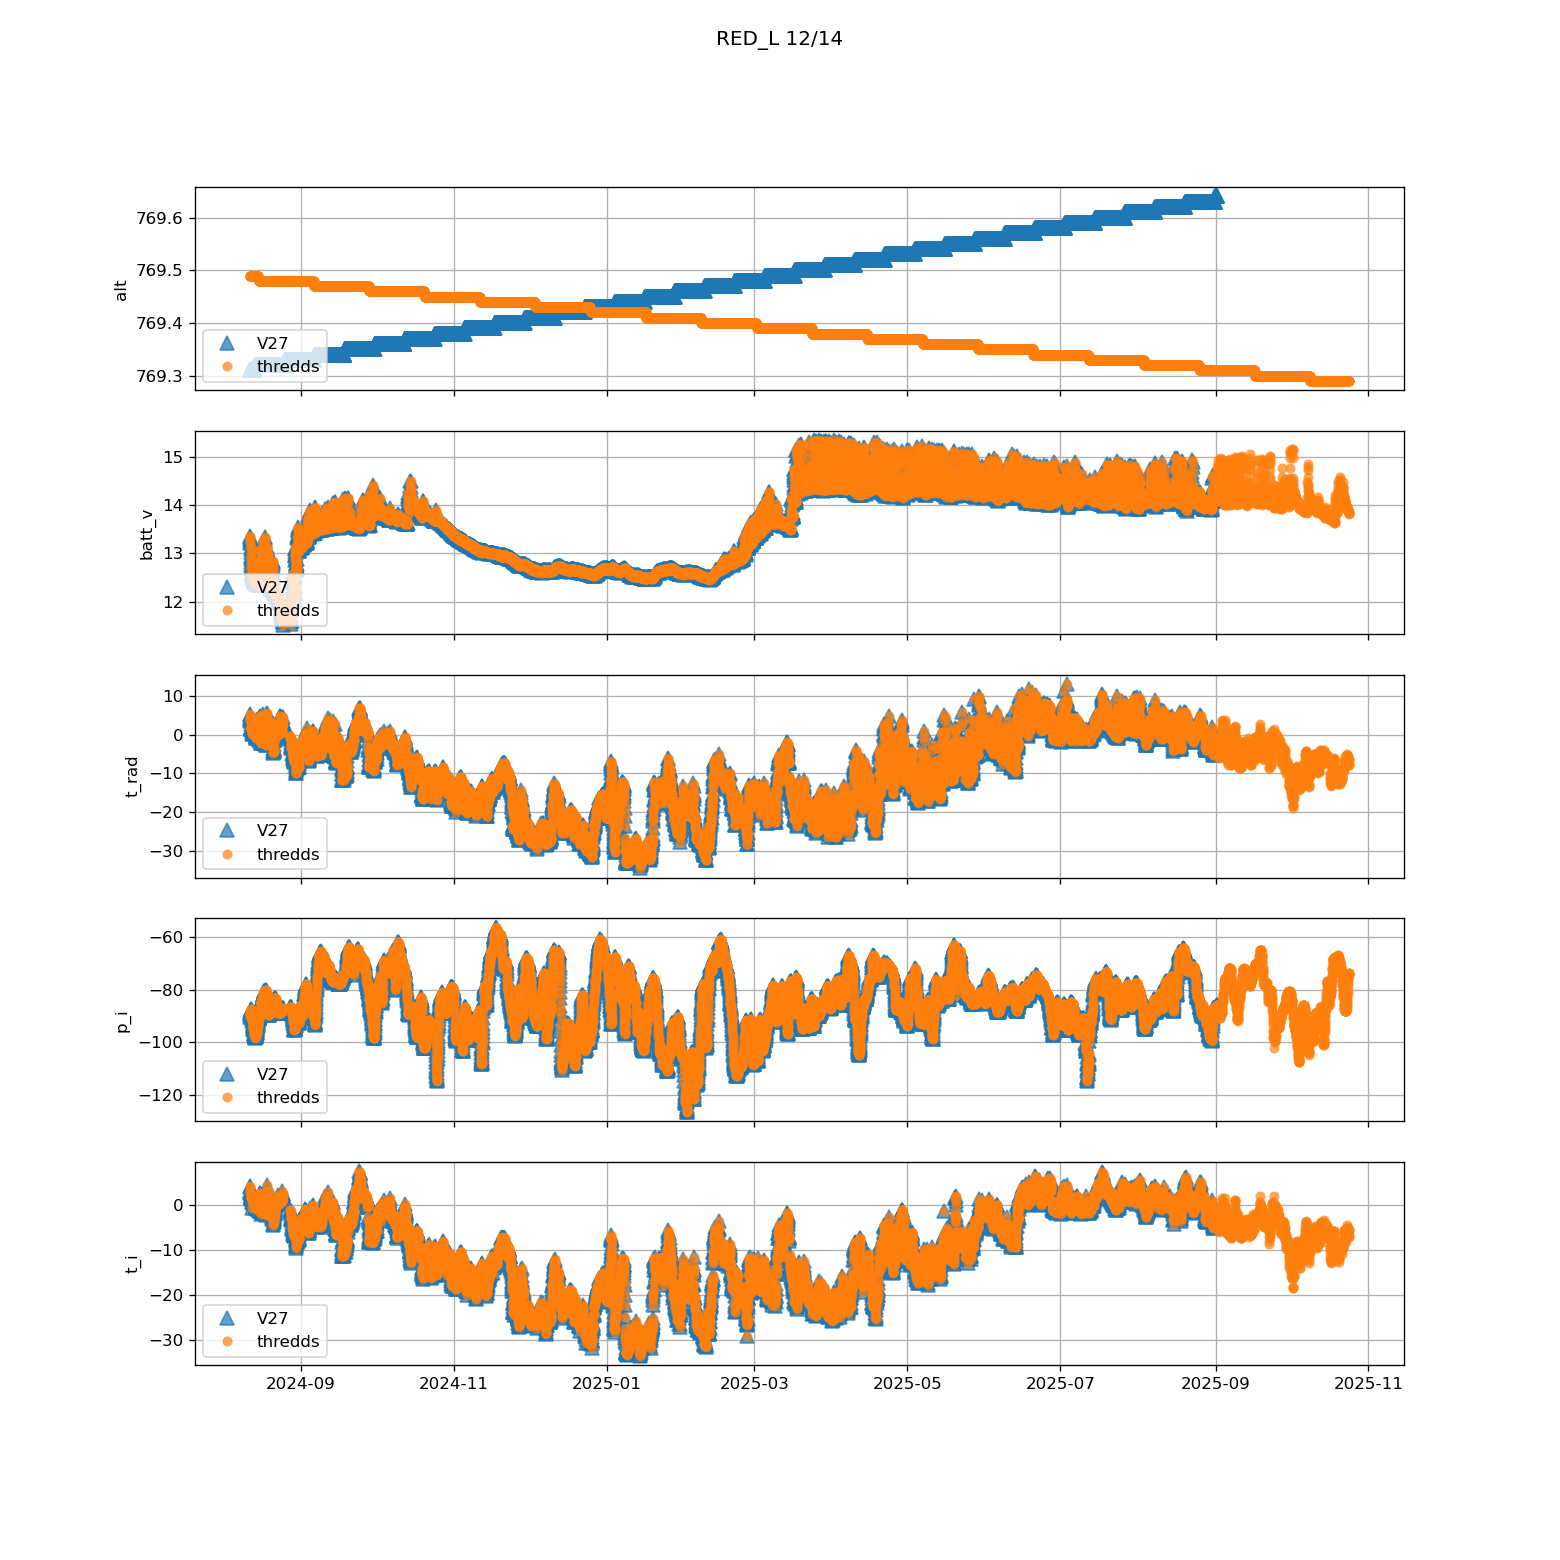 RED_L 12/14
alt
769.6
769.5
769.4
769.3
V27
thredds
batt_v
15
14
13
12
V27
thredds
t_rad
10
0
−10
−20
−30
V27
thredds
p_i
−60
−80
−100
−120
V27
thredds
t_i
0
−10
−20
−30
V27
thredds
2024-09 2024-11 2025-01 2025-03 2025-05 2025-07 2025-09 2025-11